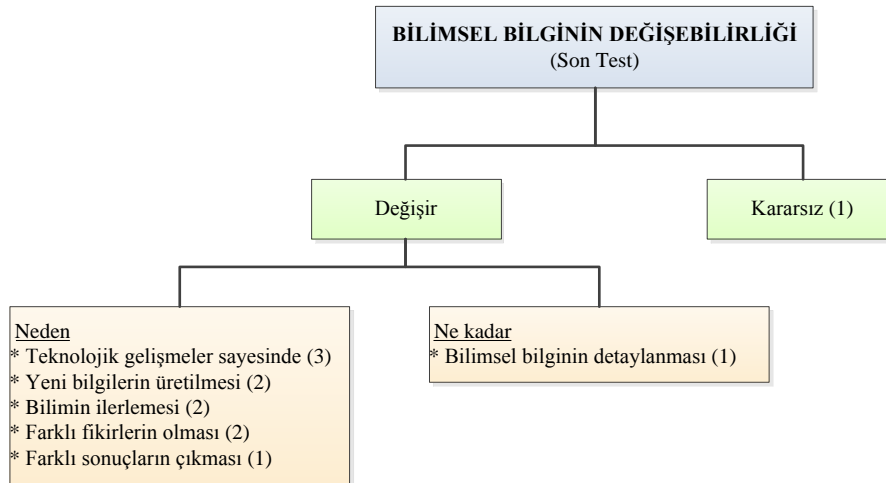 BİLİMSEL BİLGİNİN DEĞİŞEBİLİRLİĞİ
(Son Test)
Değişir
Kararsız (1)
Neden
* Teknolojik gelişmeler sayesinde (3)
* Yeni bilgilerin üretilmesi (2)
* Bilimin ilerlemesi (2)
* Farklı fikirlerin olması (2)
* Farklı sonuçların çıkması (1)
Ne kadar
* Bilimsel bilginin detaylanması (1)